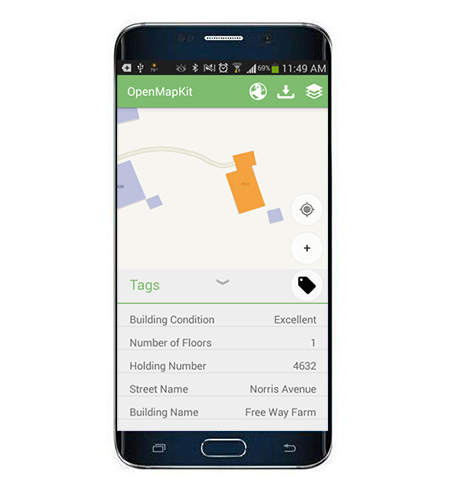 69% 11:49 AM
OpenMapKit
Tags
Building Condition Excellent
Number of Floors 1
Holding Number 4632
Street Name Norris Avenue
Building Name Free Way Farm